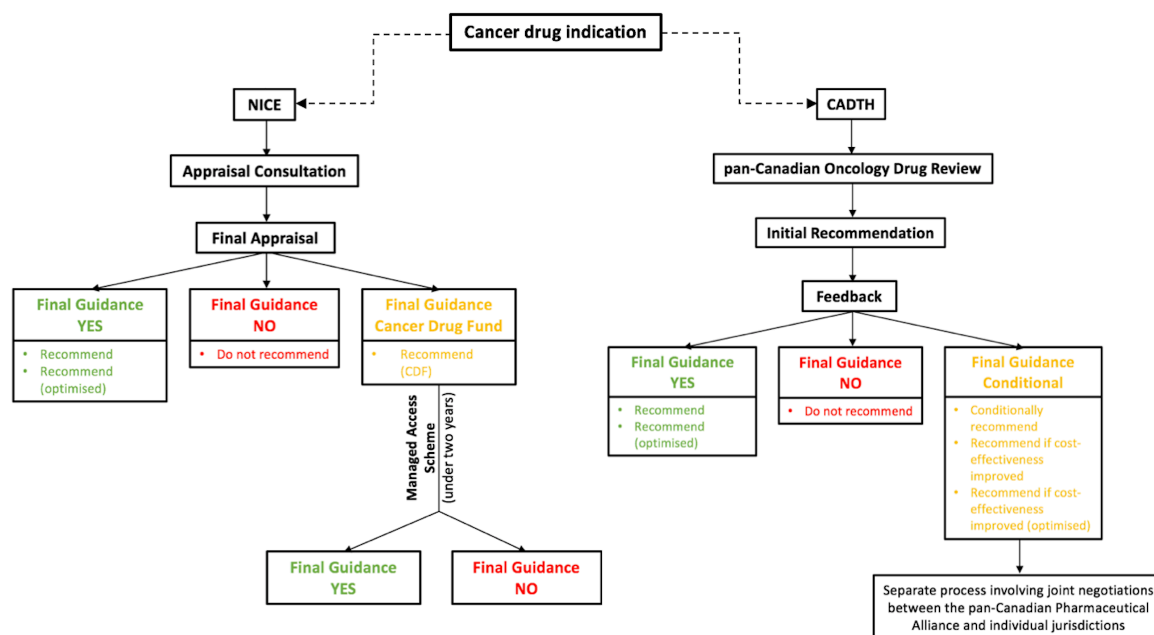 Cancer drug indication
NICE
Appraisal Consultation
Final Appraisal
Final Guidance
YES
• Recommend
• Recommend
(optimised)
Final Guidance
NO
• Do not recommend
Final Guidance
Cancer Drug Fund
• Recommend
(CDF)
Managed Access
Scheme
(under two years)
Final Guidance
YES
Final Guidance
NO
CADTH
pan-Canadian Oncology Drug Review
Initial Recommendation
Feedback
Final Guidance
YES
• Recommend
• Recommend
(optimised)
Final Guidance
NO
• Do not recommend
Final Guidance
Conditional
• Conditionally
recommend
• Recommend if cost-
effectiveness
improved
• Recommend if cost-
effectiveness
improved (optimised)
Separate process involving joint negotiations
between the pan-Canadian Pharmaceutical
Alliance and individual jurisdictions